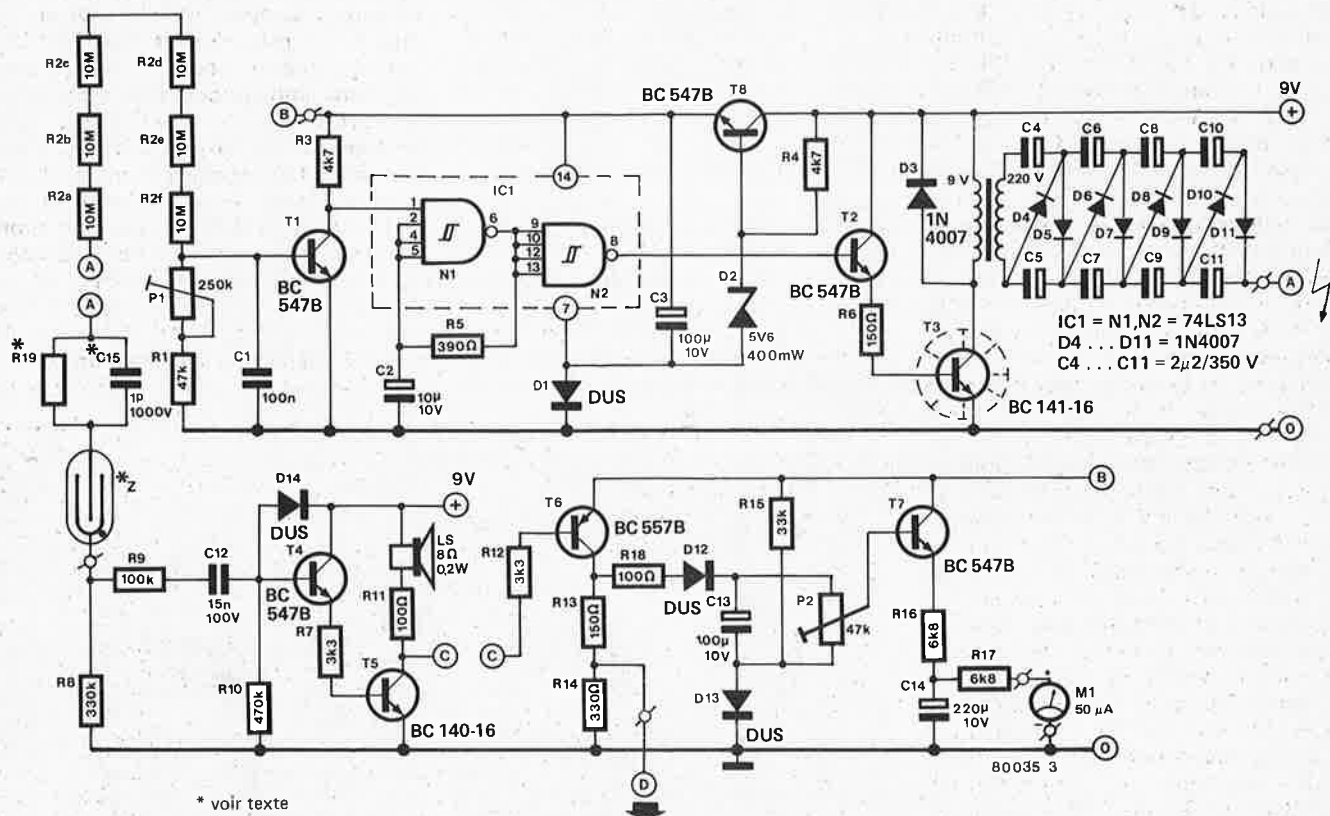 R2c 10M
R2d 10M
R2b 10M
R2e 10M
R2a 10M
R2f 10M
A
A
P1 250k
R1 47k
C1 100n
R19 *
* C15 1p 1000V
* Z
B
R3 4k7
T1 BC 547B
IC1
14
1
2
4
5
6
N1
9
10
12
13
8
N2
7
R5 390Ω
C2 10µ 10V
D1 DUS
C3 100µ 10V
BC 547B T8
R4 4k7
D2 5V6 400mW
T2 BC 547B
R6 150Ω
D3 1N 4007
T3 BC 141-16
9V +
9 V
220 V
C4 C6 C8 C10
D4 D6 D8 D10
D5 D7 D9 D11
C5 C7 C9 C11
A
IC1 = N1,N2 = 74LS13
D4 ... D11 = 1N4007
C4 ... C11 = 2µ2/350 V
0
R9 100k
C12 15n 100V
R8 330k
D14 DUS
T4 BC 547B
R7 3k3
R10 470k
9V +
LS 8Ω 0,2W
R11 100Ω
C
T5 BC 140-16
R12 3k3
C
T6 BC 557B
R18 100Ω
D12 DUS
R13 150Ω
R14 330Ω
D
R15 33k
C13 100µ 10V
P2 47k
D13 DUS
T7 BC 547B
R16 6k8
R17 6k8
C14 220µ 10V
M1 50 µA
+
-
B
0
80035 3
* voir texte